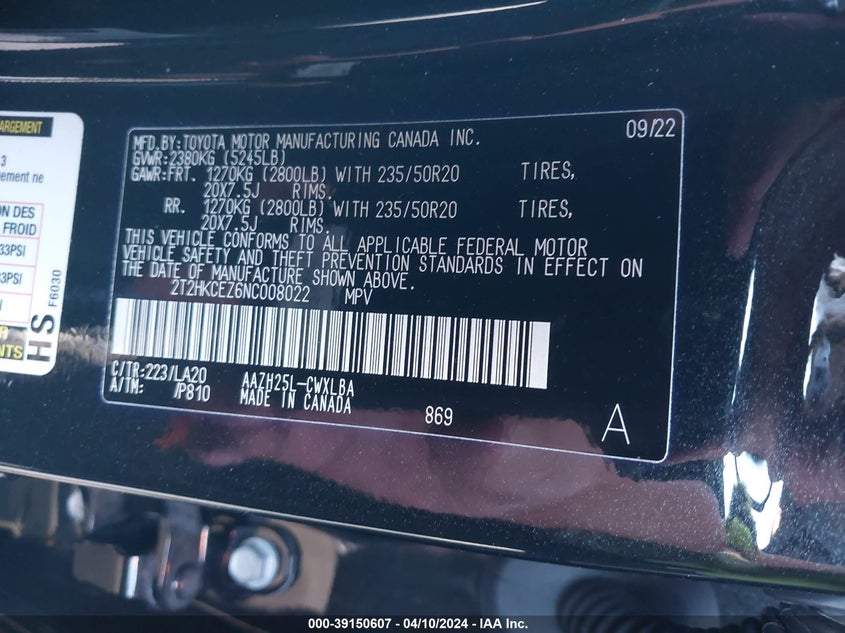 ARGEMENT
3
ement ne
ON DES
FROID
33PSI
33PSI
I
R
NTS
HS
F6030
09/22
MFD.BY:TOYOTA MOTOR MANUFACTURING CANADA INC.
GVWR:2380KG (5245LB)
GAWR:FRT. 1270KG (2800LB) WITH 235/50R20 TIRES,
20X7.5J RIMS.
RR. 1270KG (2800LB) WITH 235/50R20 TIRES,
20X7.5J RIMS.
THIS VEHICLE CONFORMS TO ALL APPLICABLE FEDERAL MOTOR
VEHICLE SAFETY AND THEFT PREVENTION STANDARDS IN EFFECT ON
THE DATE OF MANUFACTURE SHOWN ABOVE.
2T2HKCEZ6NC008022 MPV
C/TR:223/LA20 AAZH25L-CWXLBA
A/TM: /P810 MADE IN CANADA
869
A
000-39150607 - 04/10/2024 - IAA Inc.